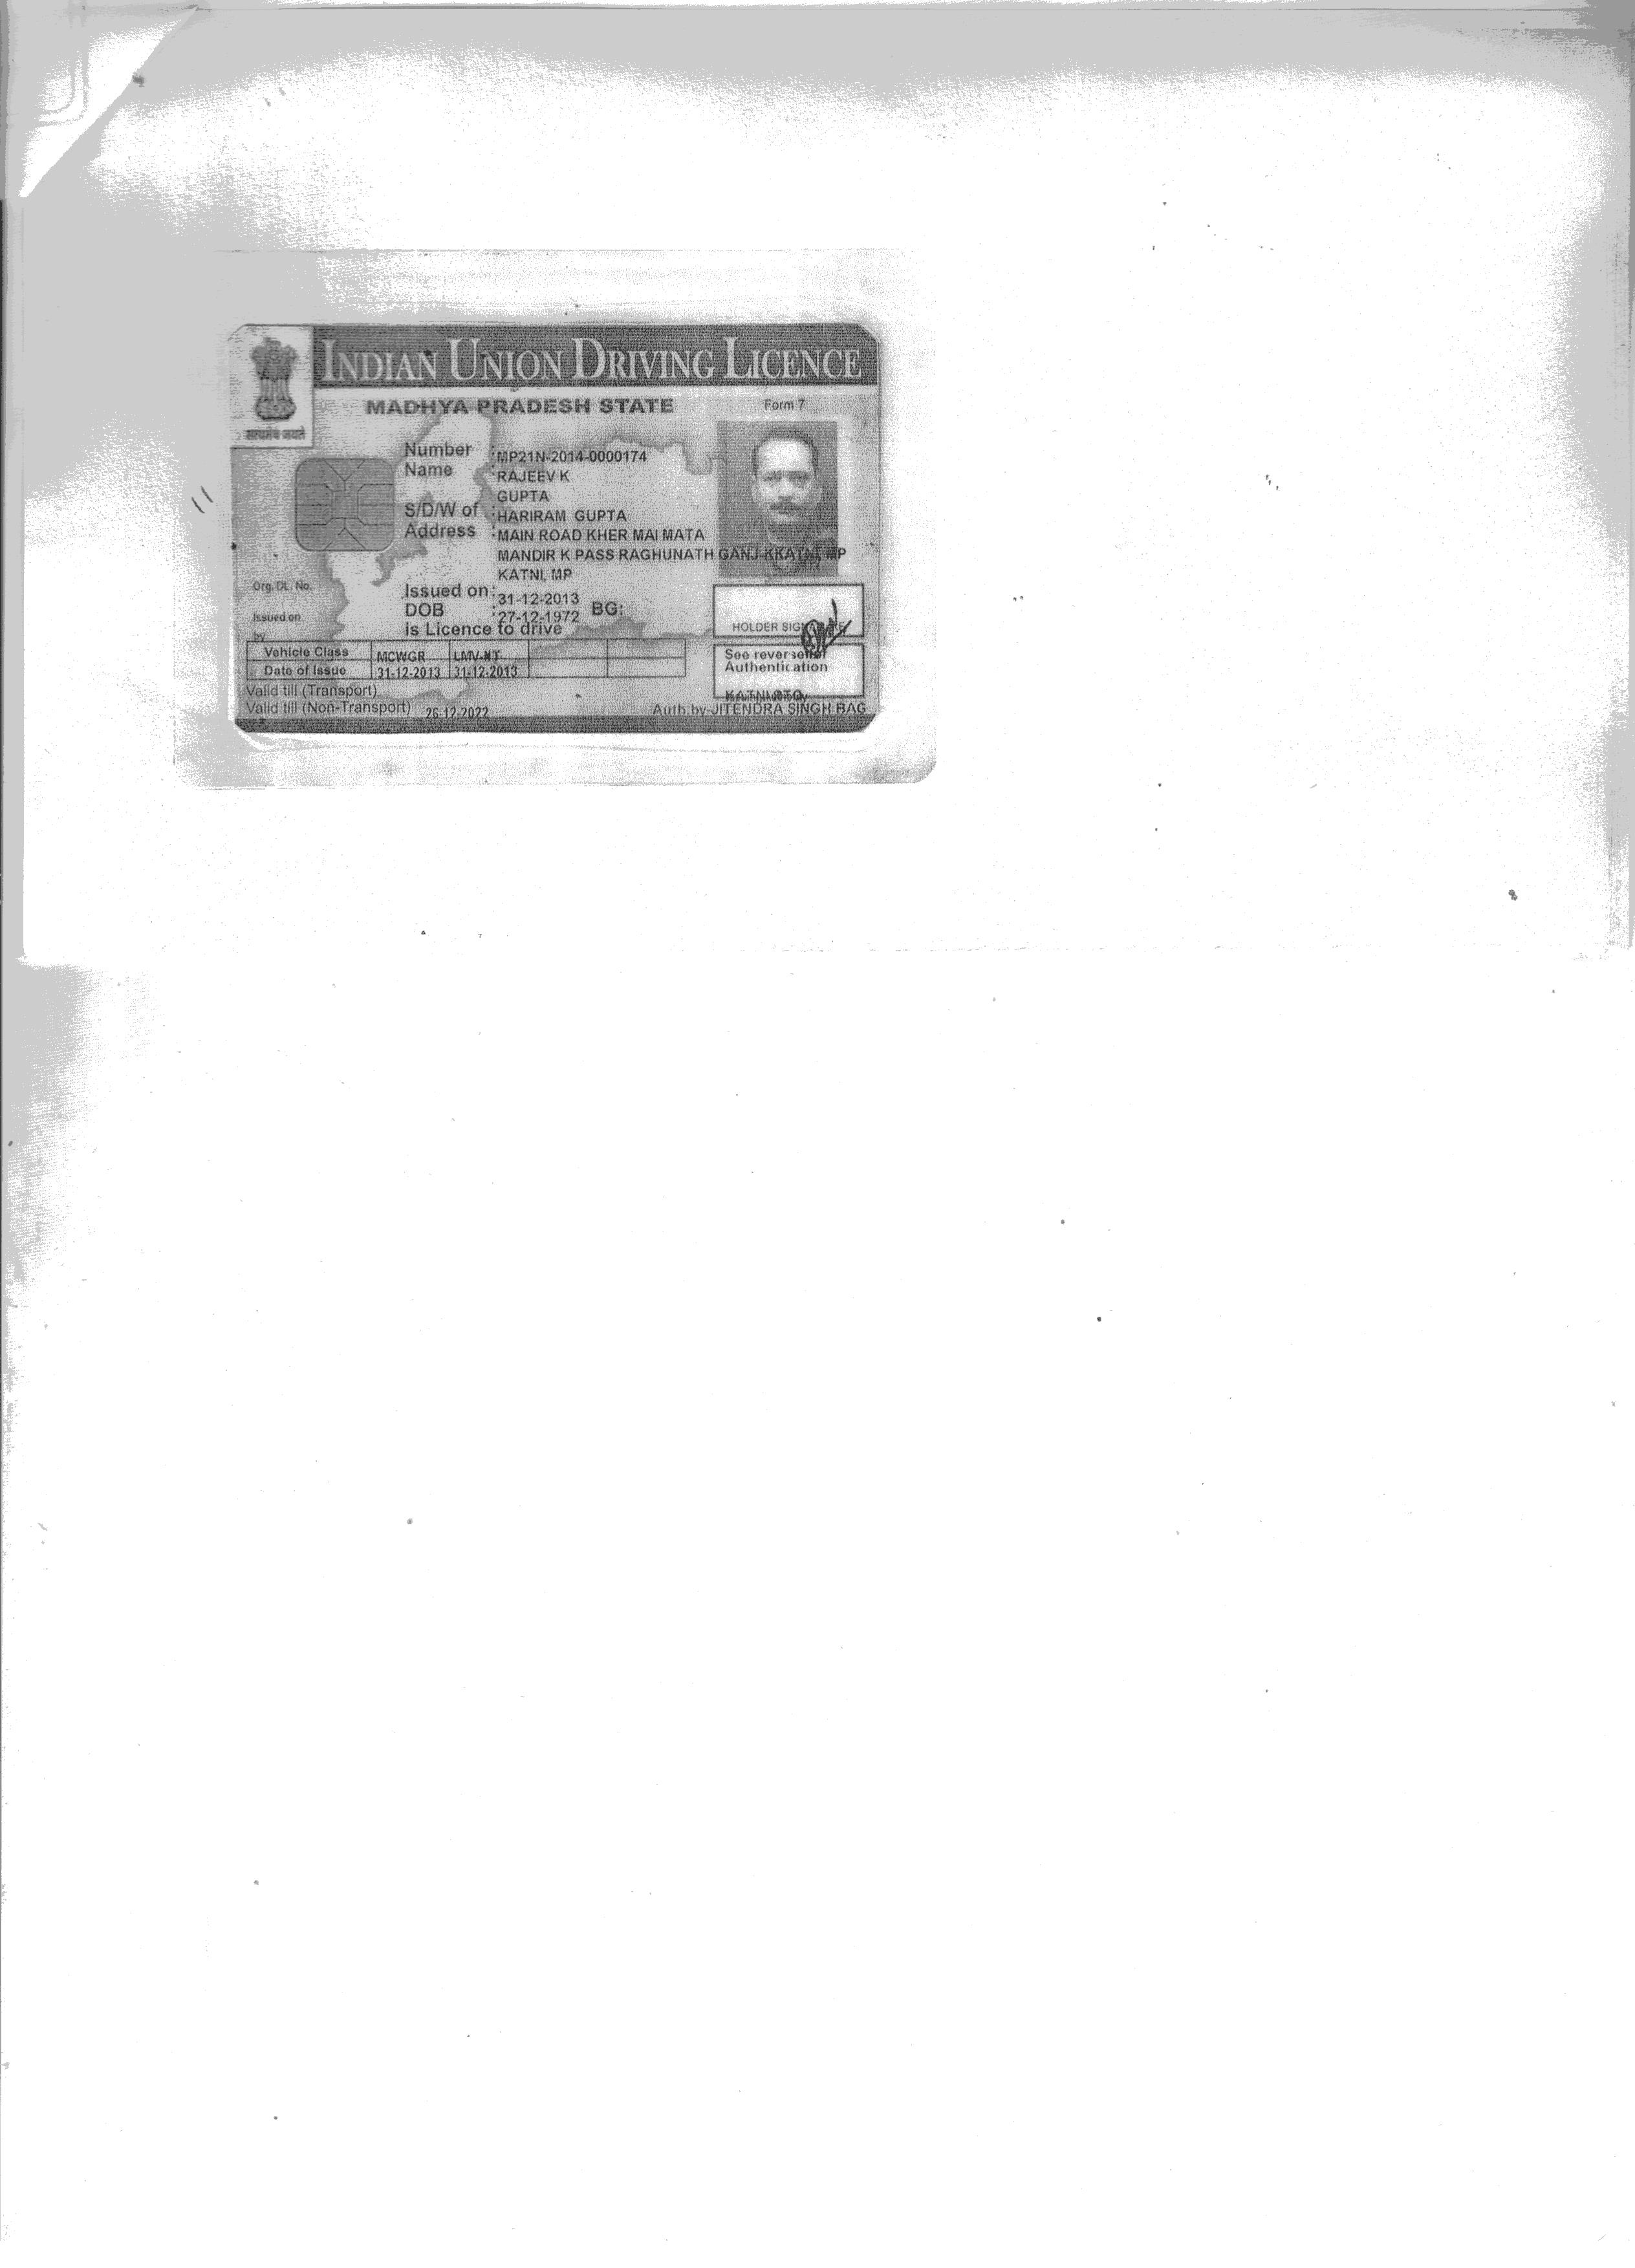 INDIAN UNION DRIVING LICENCE
MADHYA PRADESH STATE
Form 7
सत्यमेव जयते
Number :MP21N-2014-0000174
Name :RAJEEV K
GUPTA
S/D/W of :HARIRAM GUPTA
Address :MAIN ROAD KHER MAI MATA
MANDIR K PASS RAGHUNATH GANJ KKATNI, MP
KATNI, MP
Org. DL. No.
Issued on :31-12-2013
Issued on
DOB :27-12-1972 BG:
by
is Licence to drive
HOLDER SIGNATURE
Vehicle Class MCWGR LMV-NT
Date of Issue 31-12-2013 31-12-2013
See reverse for
Authentication
Valid till (Transport)
KATNI RTO
Valid till (Non-Transport) :26-12-2022
Auth.by-JITENDRA SINGH BAG